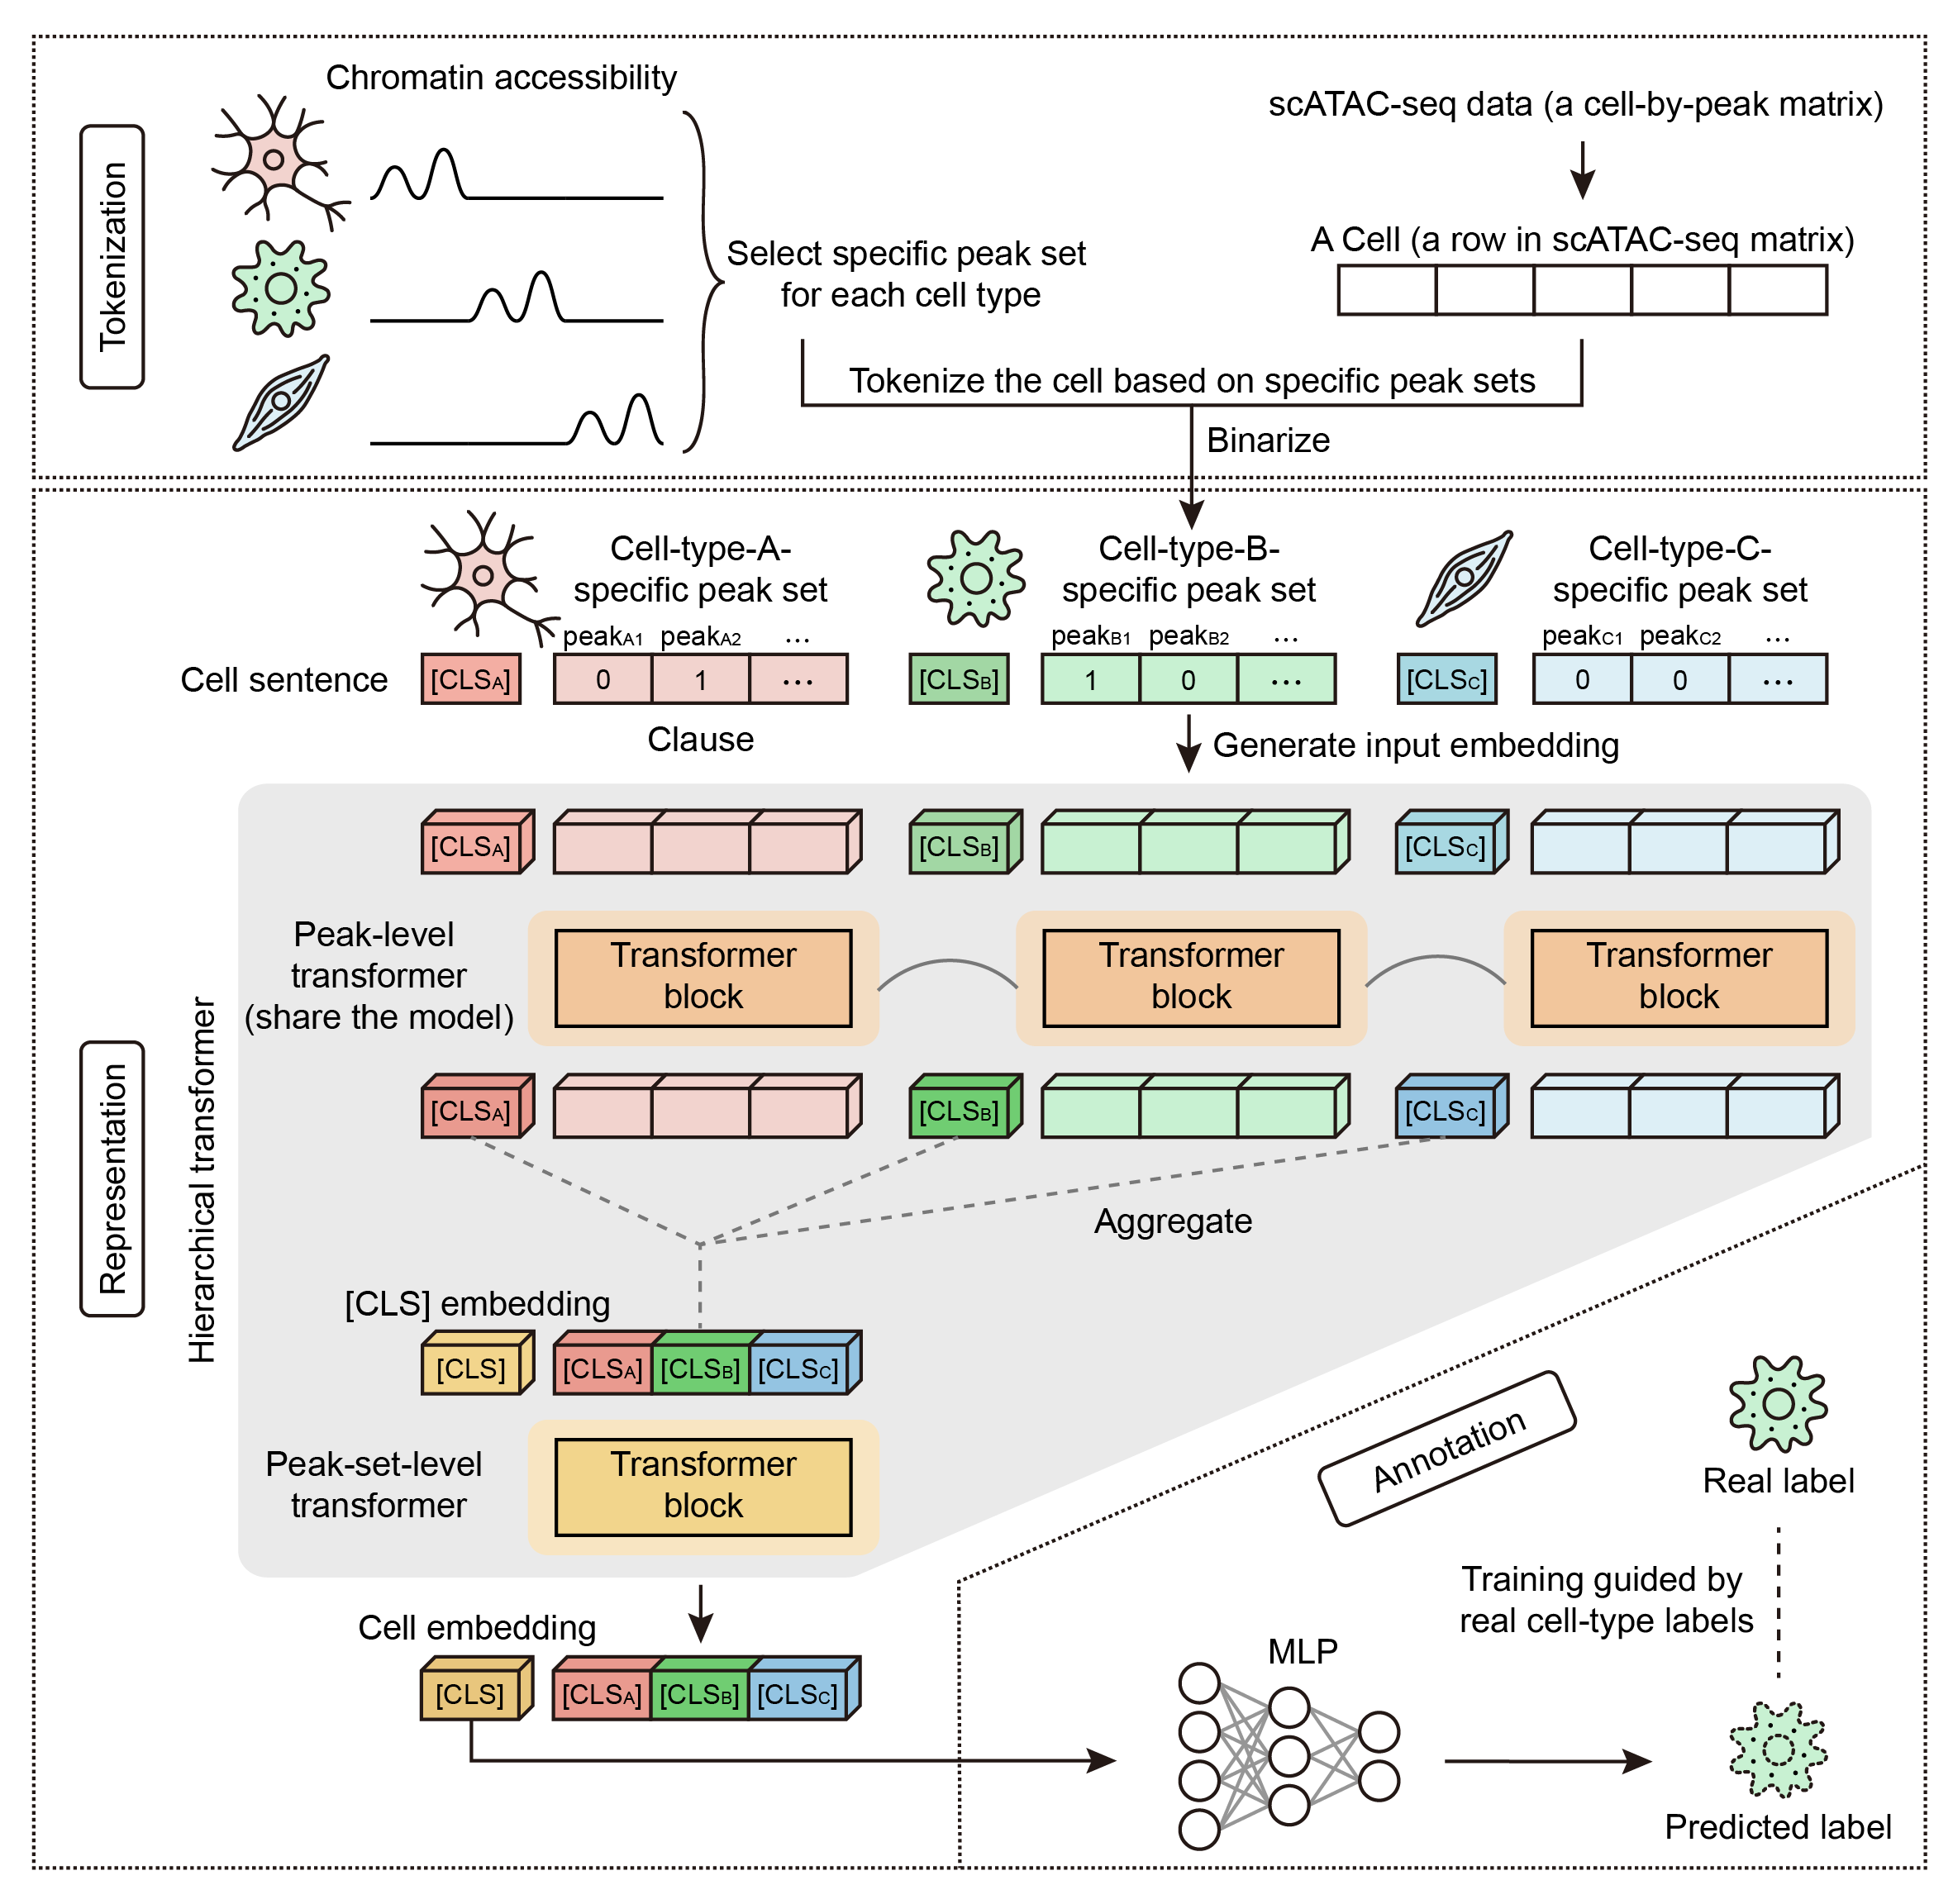 Tokenization
Chromatin accessibility
Select specific peak set
for each cell type
scATAC-seq data (a cell-by-peak matrix)
A Cell (a row in scATAC-seq matrix)
Tokenize the cell based on specific peak sets
Binarize
Representation
Hierarchical transformer
Cell-type-A-
specific peak set
Cell-type-B-
specific peak set
Cell-type-C-
specific peak set
peakA1 peakA2 ...
peakB1 peakB2 ...
peakC1 peakC2 ...
Cell sentence
[CLSA] 0 1 ...
[CLSB] 1 0 ...
[CLSC] 0 0 ...
Clause
Generate input embedding
[CLSA] [CLSB] [CLSC]
Peak-level
transformer
(share the model)
Transformer
block
Transformer
block
Transformer
block
[CLSA] [CLSB] [CLSC]
Aggregate
[CLS] embedding
[CLS] [CLSA] [CLSB] [CLSC]
Peak-set-level
transformer
Transformer
block
Cell embedding
[CLS] [CLSA] [CLSB] [CLSC]
Annotation
Real label
Training guided by
real cell-type labels
MLP
Predicted label